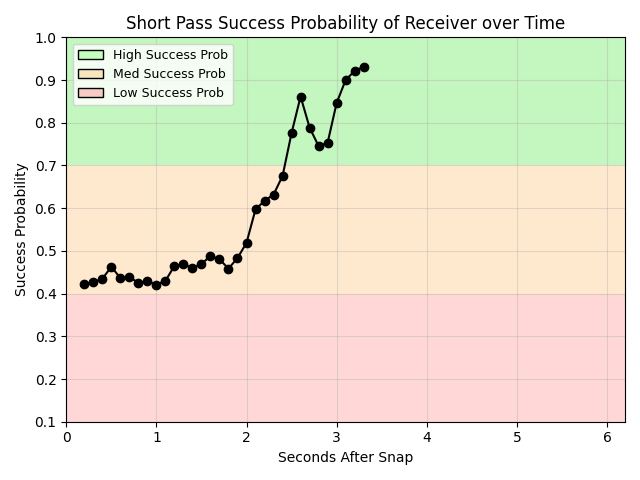 Short Pass Success Probability of Receiver over Time
High Success Prob
Med Success Prob
Low Success Prob
Success Probability
1.0
0.9
0.8
0.7
0.6
0.5
0.4
0.3
0.2
0.1
0 1 2 3 4 5 6
Seconds After Snap